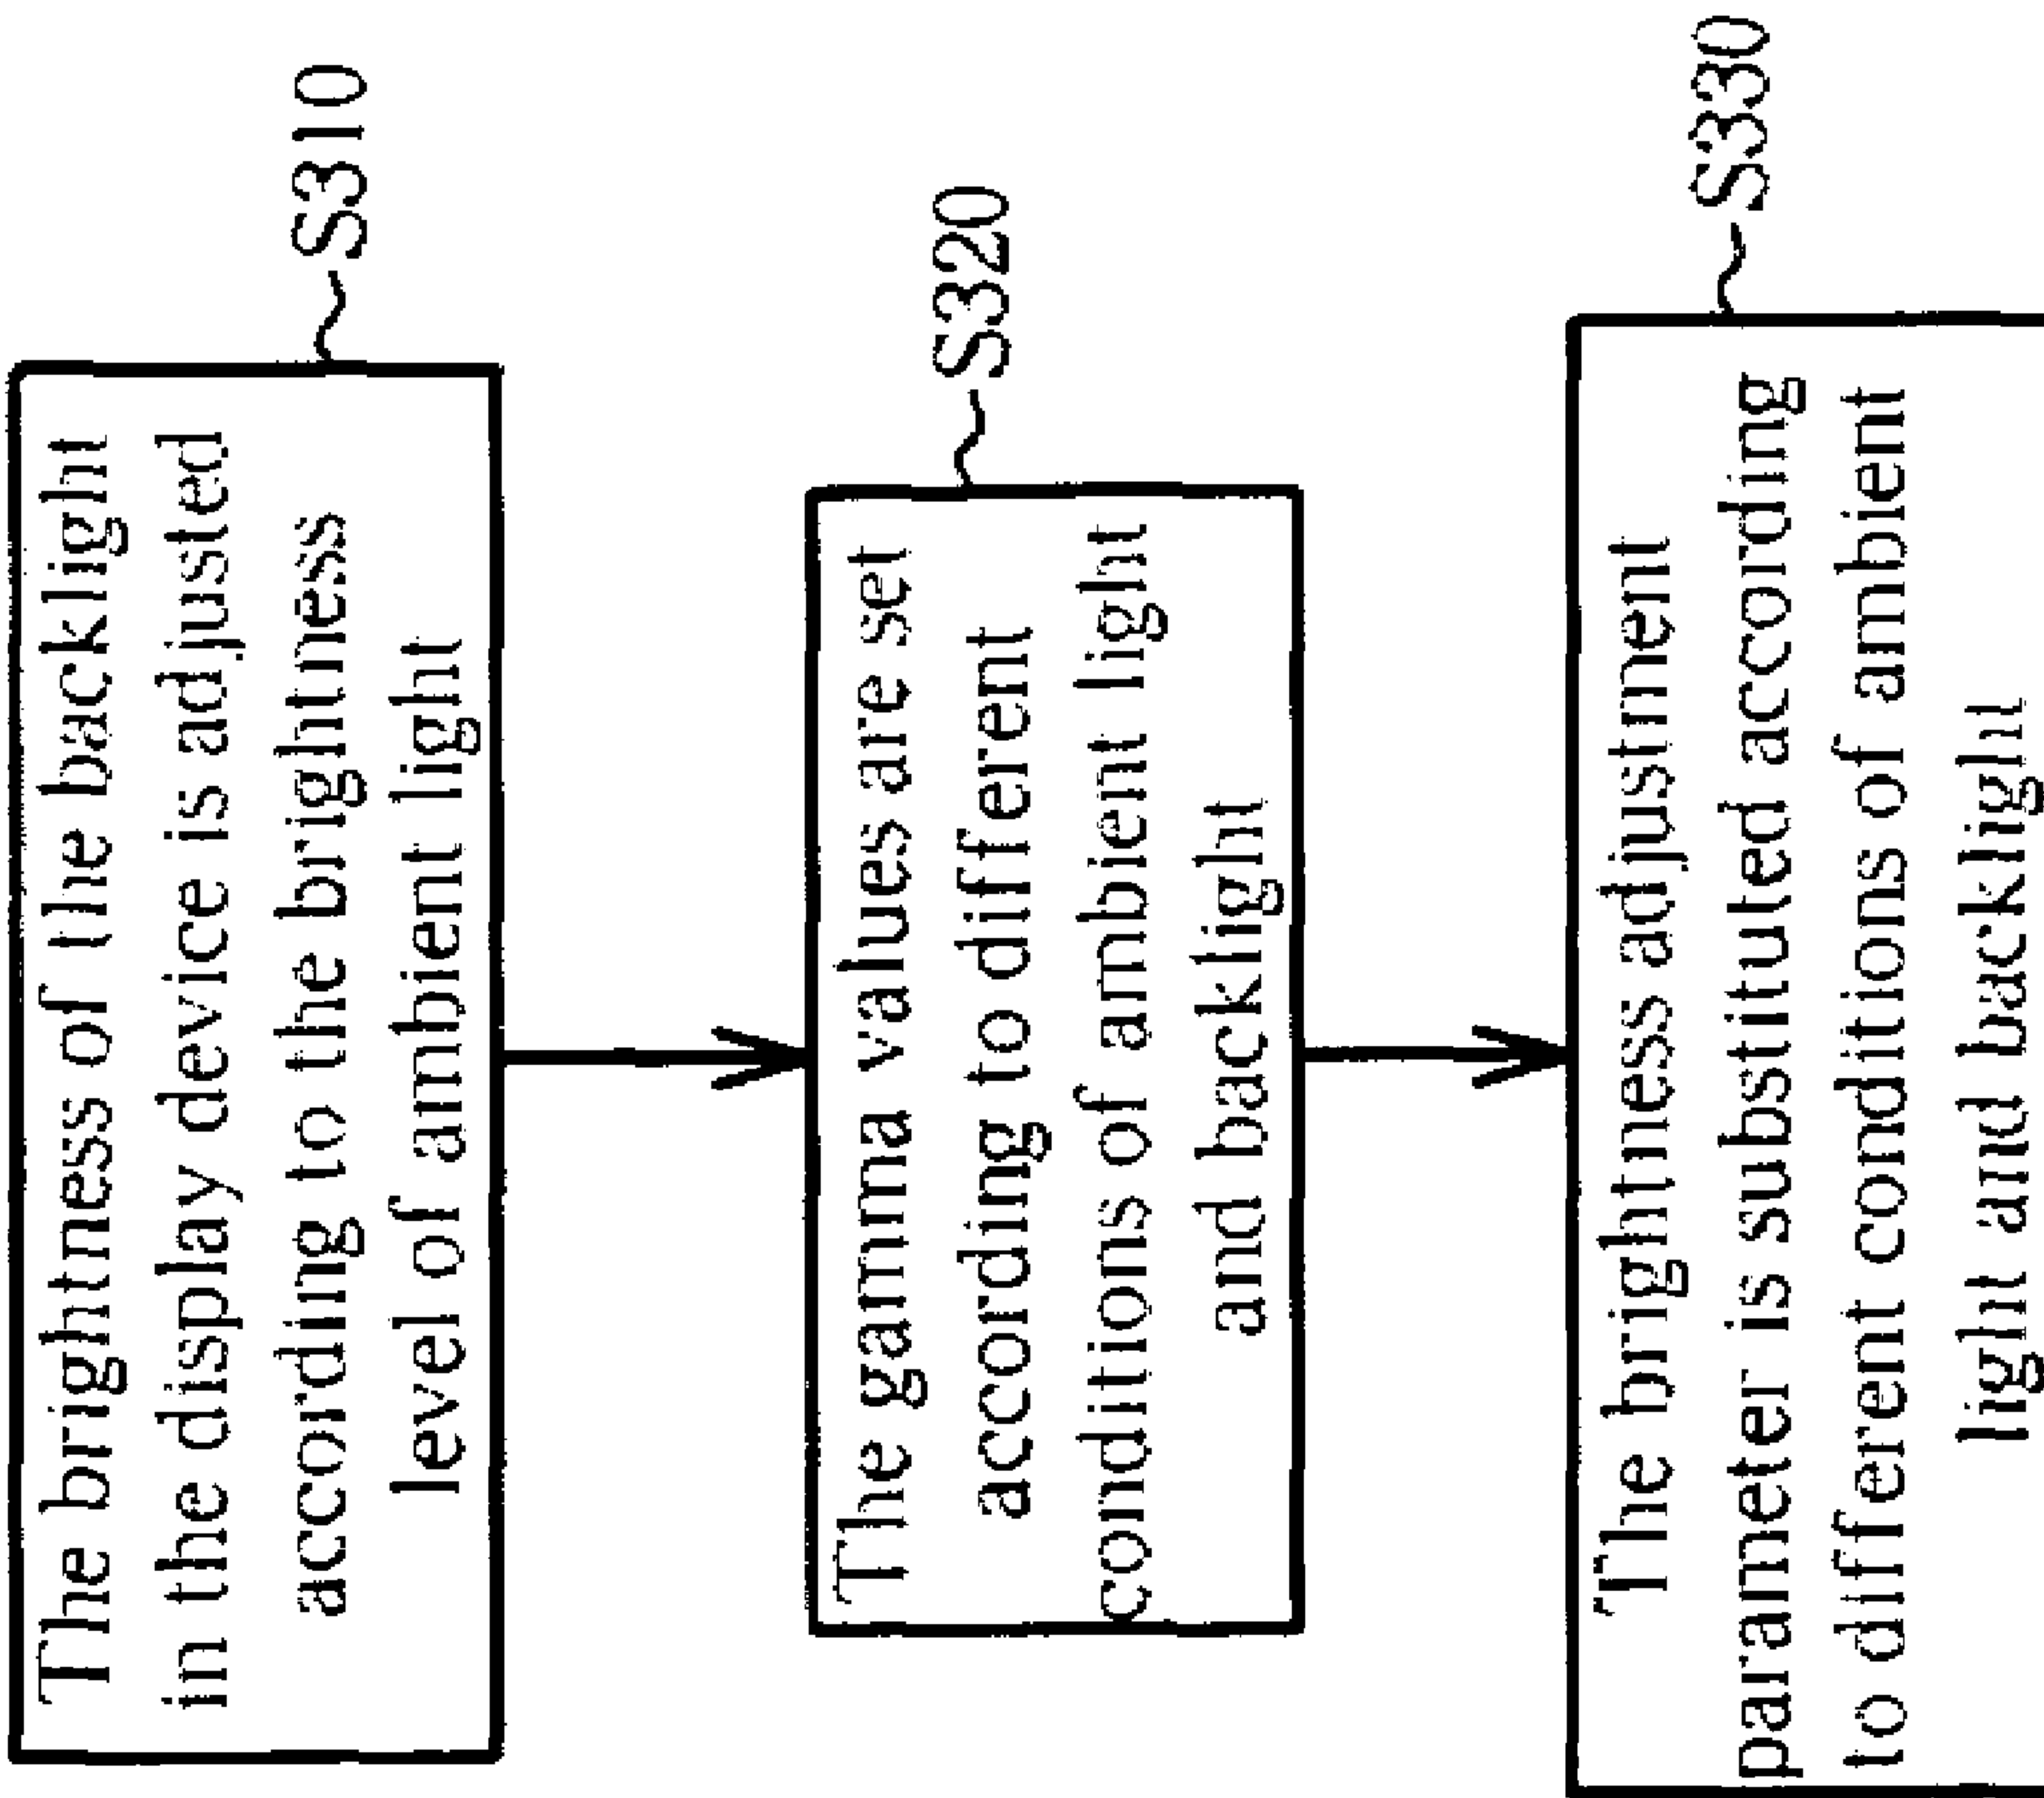 The brightness of the backlight
in the display device is adjusted
according to the brightness
level of ambient light
S310
The gamma values are set
according to different
conditions of ambient light
and backlight
S320
The brightness adjustment
parameter is substituted according
to different conditions of ambient
light and backlight
S330